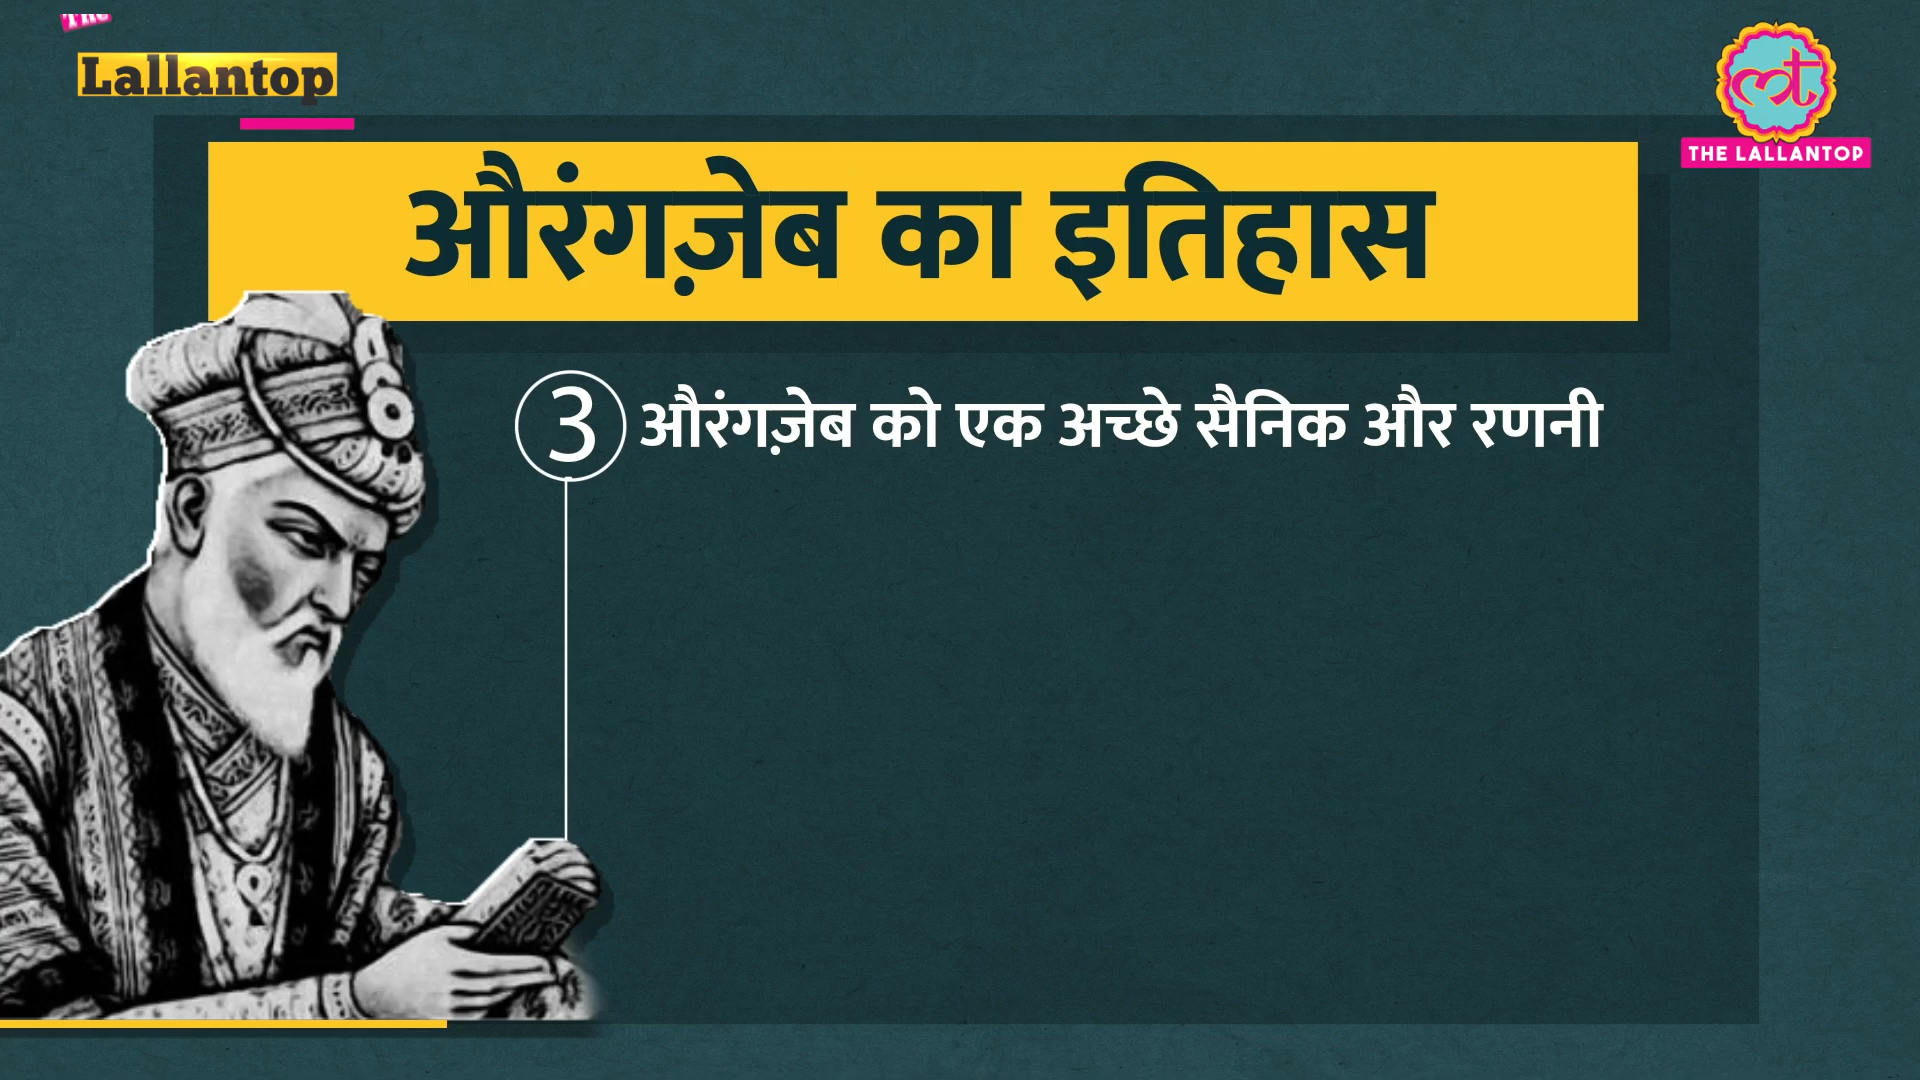 Lallantop
THE LALLANTOP
औरंगज़ेब का इतिहास
3 औरंगज़ेब को एक अच्छे सैनिक और रणनी